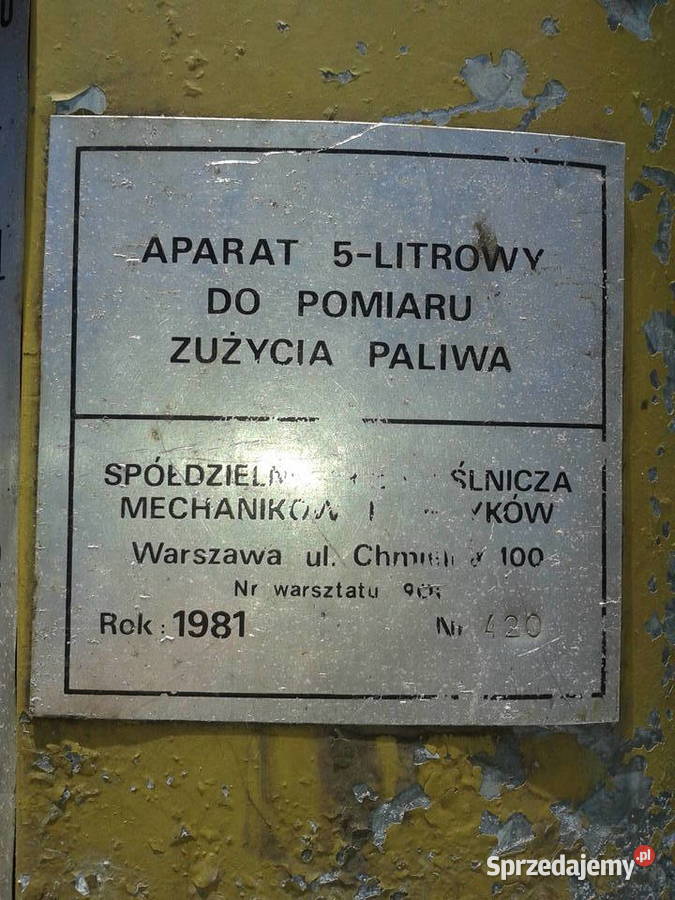 APARAT 5-LITROWY
DO POMIARU
ZUŻYCIA PALIWA
MECHANIKÓW
Warszawa ul. 100
Nr warsztatu
Rok: 1981 Nr 420
Sprzedajemy.pl